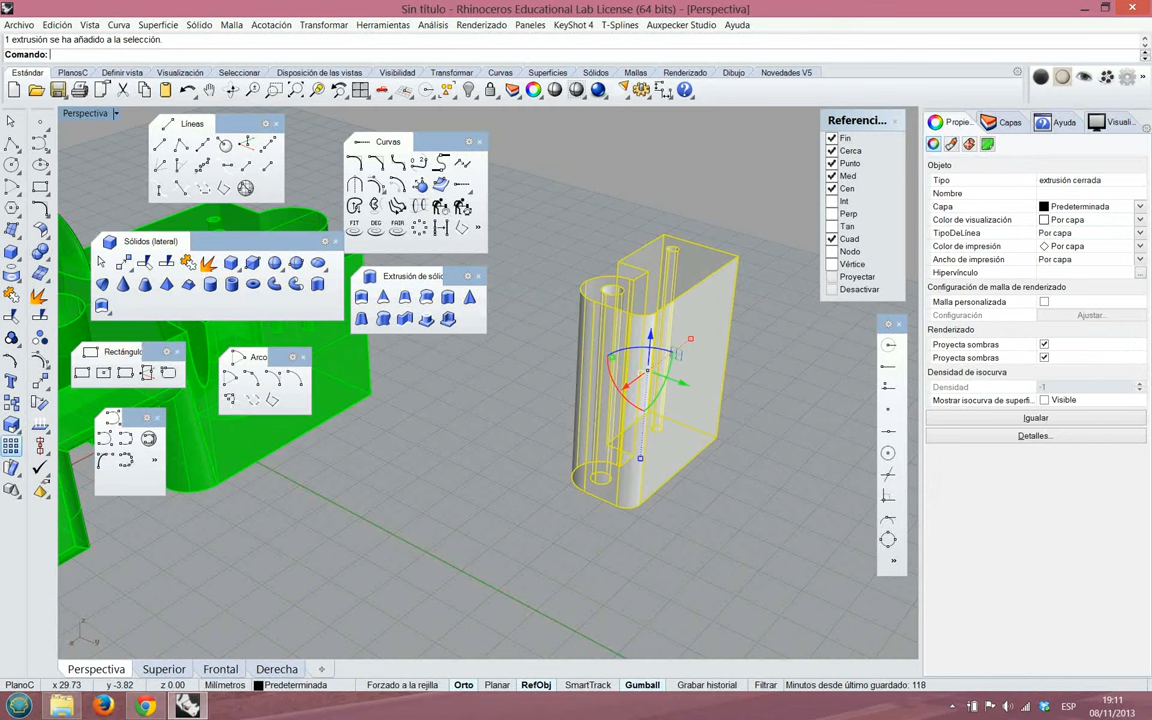 Sin título - Rhinoceros Educational Lab License (64 bits) - [Perspectiva]
Archivo Edición Vista Curva Superficie Sólido Malla Acotación Transformar Herramientas Análisis Renderizado Paneles KeyShot 4 T-Splines Auxpecker Studio Ayuda
1 extrusión se ha añadido a la selección.
Comando:
Estándar PlanosC Definir vista Visualización Seleccionar Disposición de las vistas Visibilidad Transformar Curvas Superficies Sólidos Mallas Renderizado Dibujo Novedades V5
Perspectiva
Líneas
Curvas
FIT DEG FAIR
Sólidos (lateral)
Extrusión de sólic
Rectángulo
Arco
Referenci...
Fin
Cerca
Punto
Med
Cen
Int
Perp
Tan
Cuad
Nodo
Vértice
Proyectar
Desactivar
Propie... Capas Ayuda Visuali...
Objeto
Tipo extrusión cerrada
Nombre
Capa Predeterminada
Color de visualización Por capa
TipoDeLínea Por capa
Color de impresión Por capa
Ancho de impresión Por capa
Hipervínculo ...
Configuración de malla de renderizado
Malla personalizada
Configuración Ajustar...
Renderizado
Proyecta sombras
Proyecta sombras
Densidad de isocurva
Densidad -1
Mostrar isocurva de superfi... Visible
Igualar
Detalles...
z
x y
Perspectiva Superior Frontal Derecha
PlanoC x 29.73 y -3.82 z 0.00 Milímetros Predeterminada Forzado a la rejilla Orto Planar RefObj SmartTrack Gumball Grabar historial Filtrar Minutos desde último guardado: 118
ESP
19:11
08/11/2013